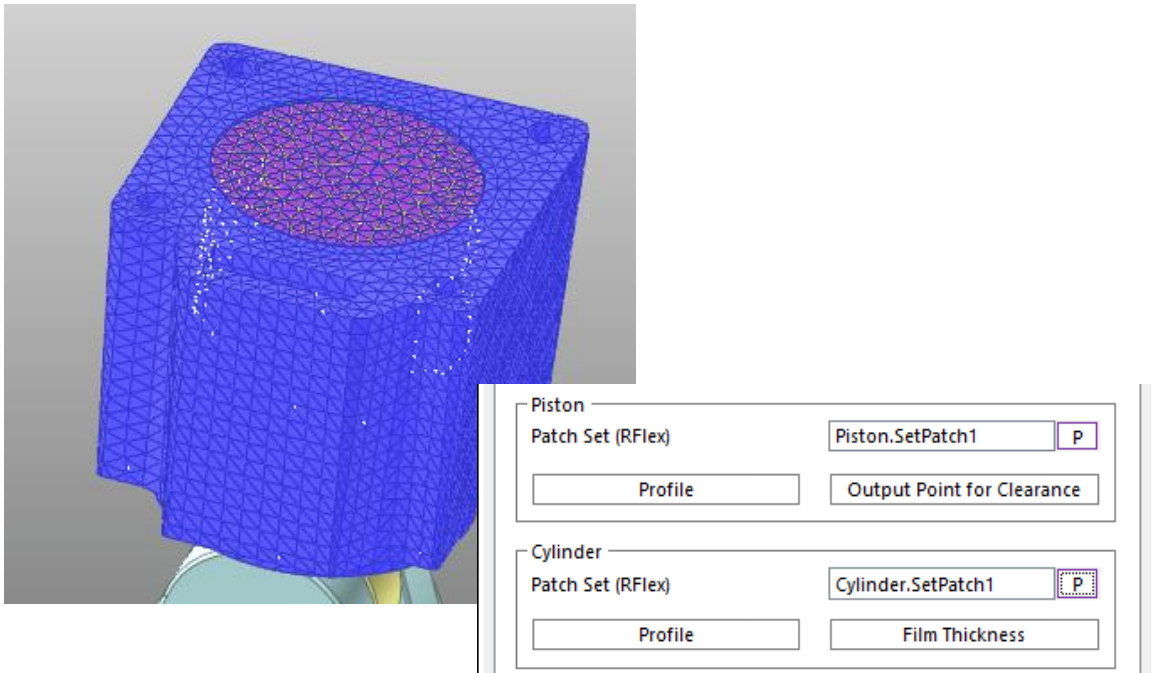 Piston
Patch Set (RFlex) Piston.SetPatch1 P
Profile Output Point for Clearance
Cylinder
Patch Set (RFlex) Cylinder.SetPatch1 P
Profile Film Thickness